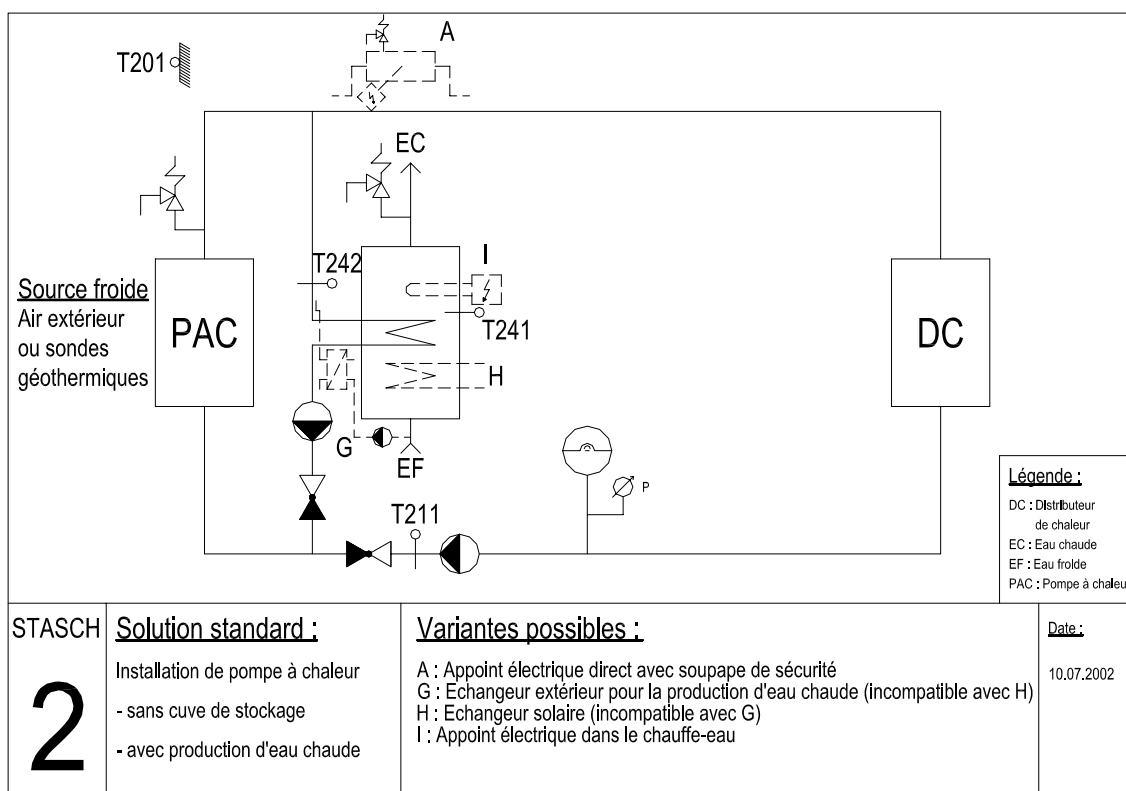 A
T201
EC
T242
I
Source froide
Air extérieur
ou sondes
géothermiques
PAC
T241
DC
H
G
EF
P
T211
Légende :
DC : Distributeur
de chaleur
EC : Eau chaude
EF : Eau froide
PAC : Pompe à chaleur
STASCH
2
Solution standard :
Installation de pompe à chaleur
- sans cuve de stockage
- avec production d'eau chaude
Variantes possibles :
A : Appoint électrique direct avec soupape de sécurité
G : Echangeur extérieur pour la production d'eau chaude (incompatible avec H)
H : Echangeur solaire (incompatible avec G)
I : Appoint électrique dans le chauffe-eau
Date :
10.07.2002